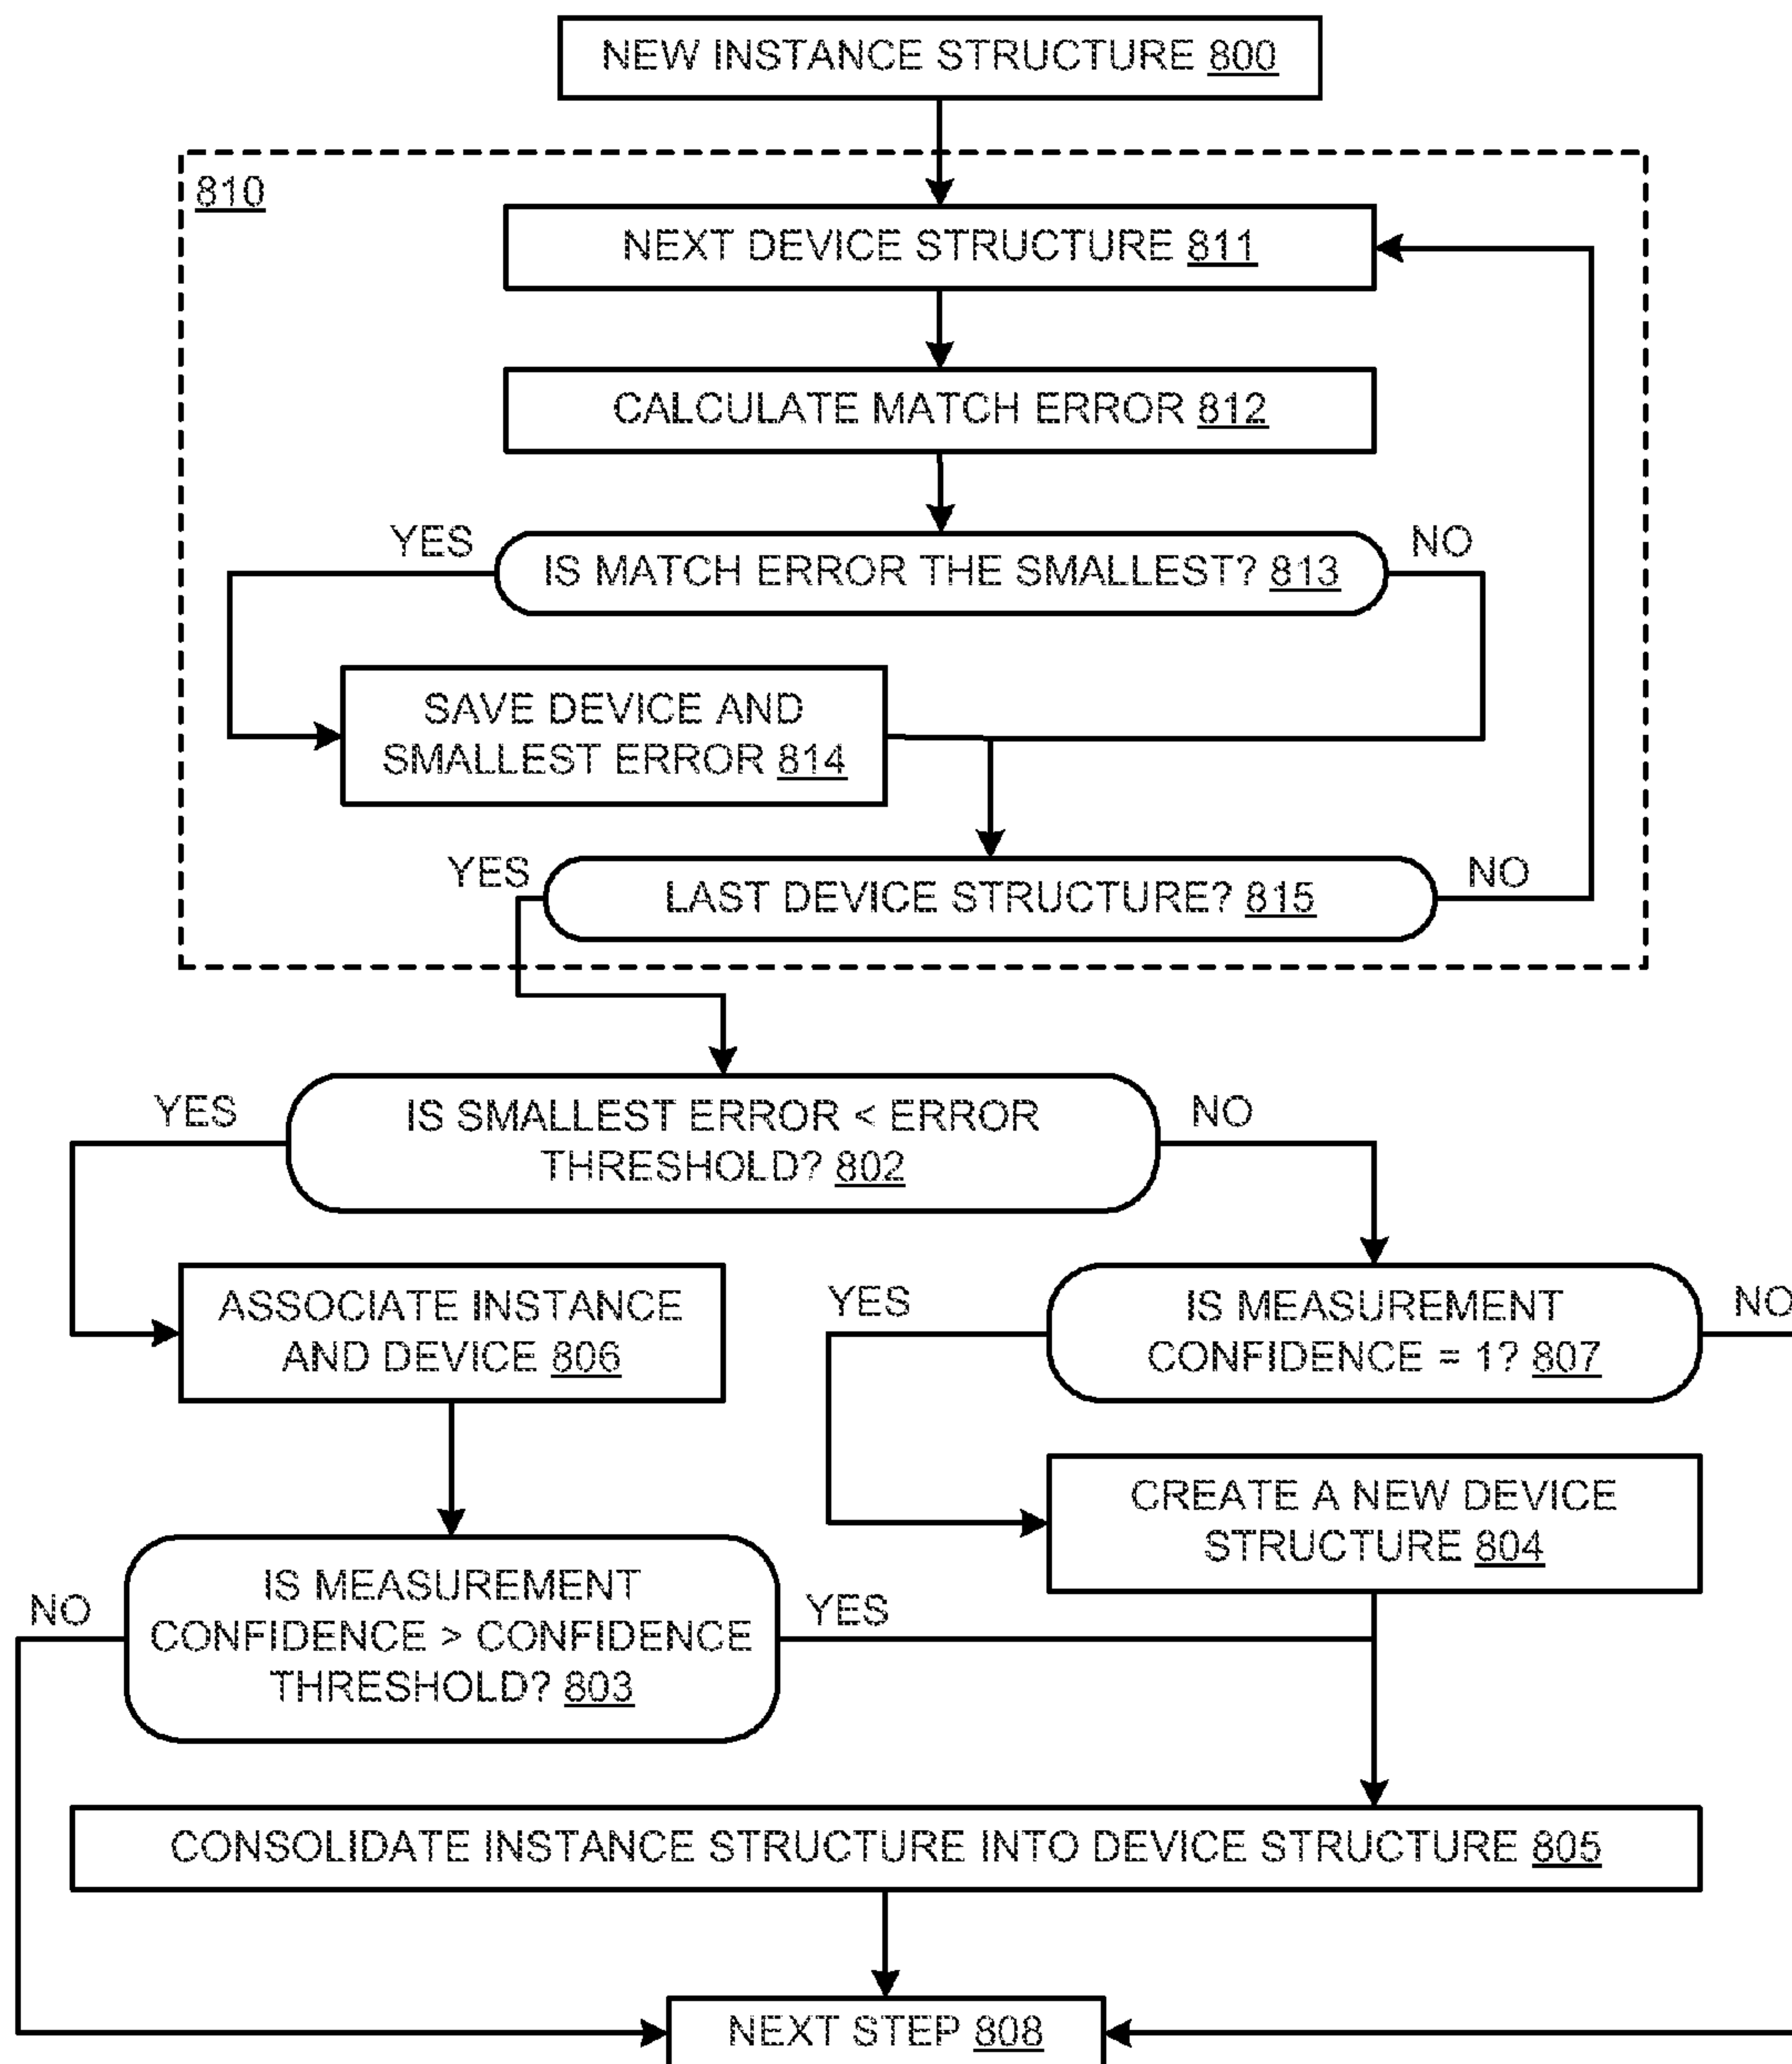 NEW INSTANCE STRUCTURE 800
810
NEXT DEVICE STRUCTURE 811
CALCULATE MATCH ERROR 812
YES
NO
IS MATCH ERROR THE SMALLEST? 813
SAVE DEVICE AND
SMALLEST ERROR 814
YES
NO
LAST DEVICE STRUCTURE? 815
YES
NO
IS SMALLEST ERROR < ERROR
THRESHOLD? 802
ASSOCIATE INSTANCE
AND DEVICE 806
YES
NO
IS MEASUREMENT
CONFIDENCE = 1? 807
CREATE A NEW DEVICE
STRUCTURE 804
NO
YES
IS MEASUREMENT
CONFIDENCE > CONFIDENCE
THRESHOLD? 803
CONSOLIDATE INSTANCE STRUCTURE INTO DEVICE STRUCTURE 805
NEXT STEP 808